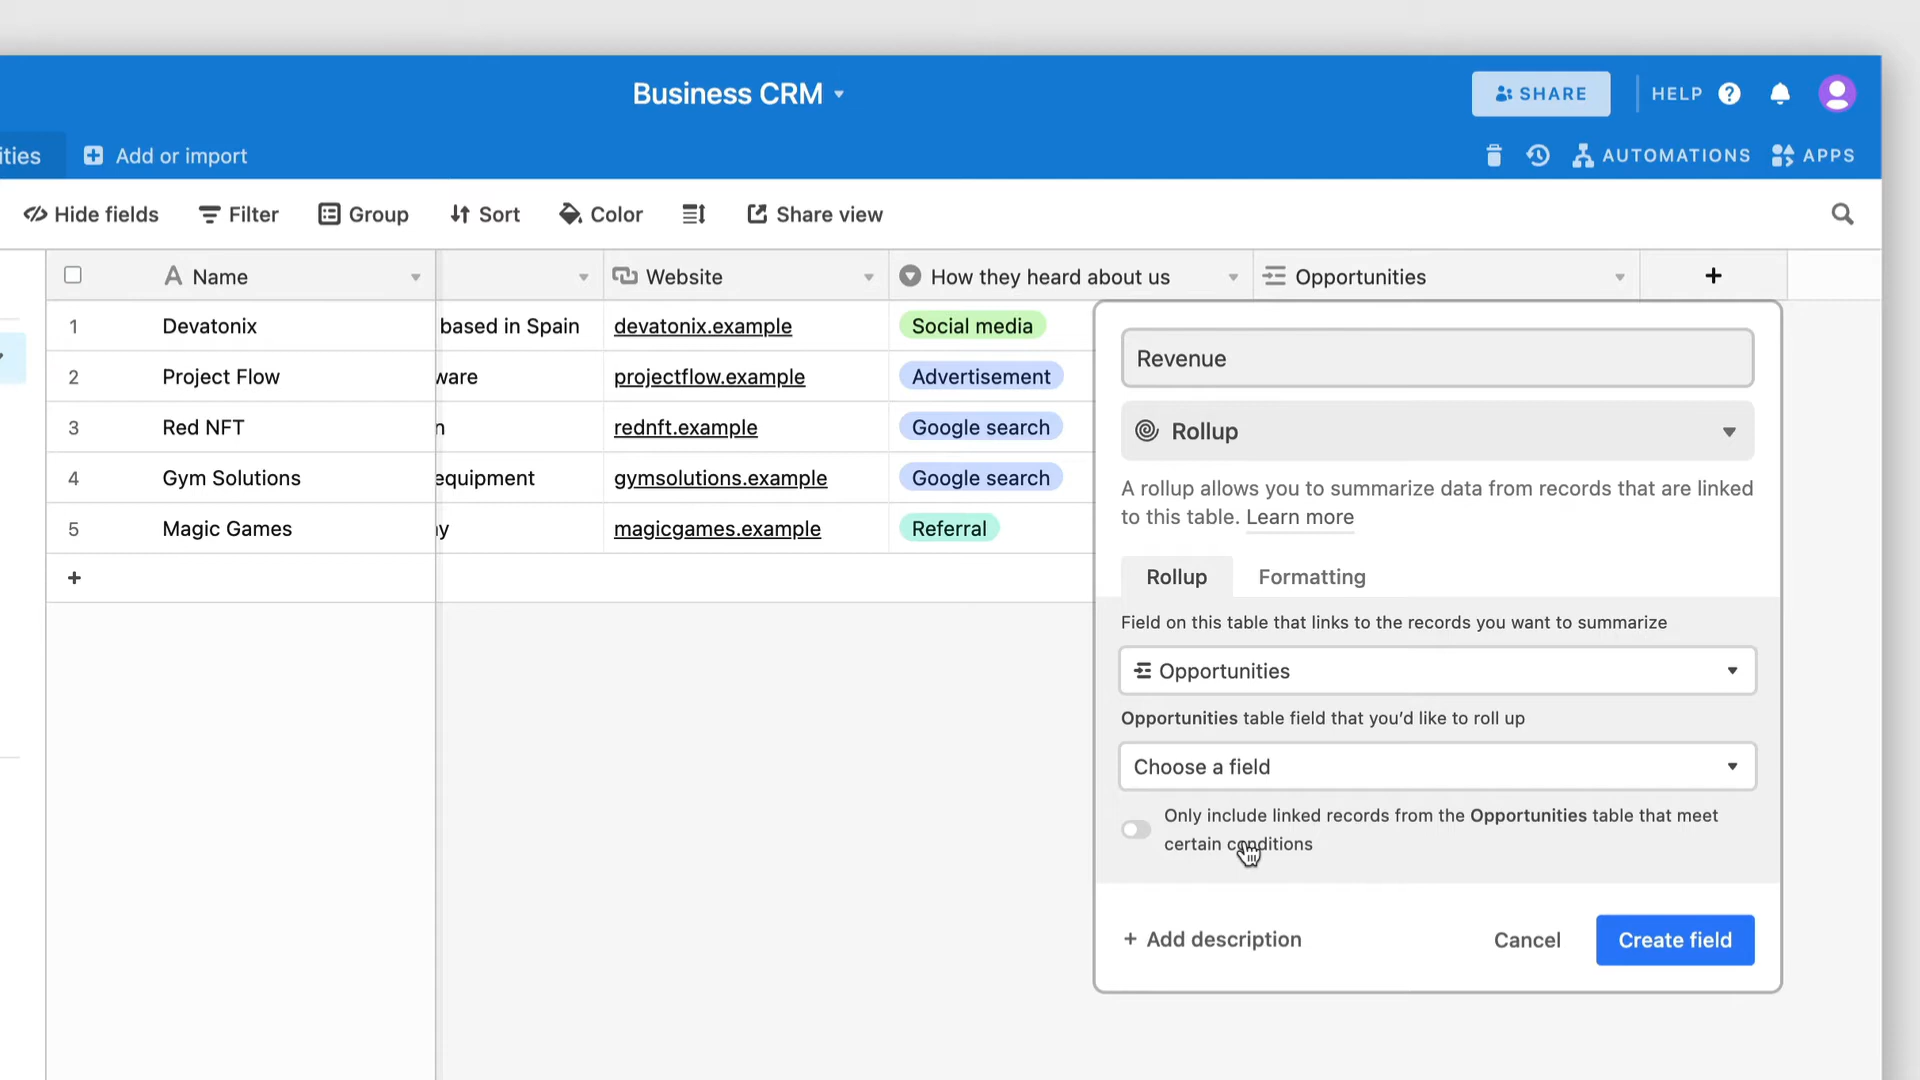 Business CRM
SHARE
HELP
ities
Add or import
AUTOMATIONS
APPS
Hide fields
Filter
Group
Sort
Color
Share view
Name
Website
How they heard about us
Opportunities
1
Devatonix
based in Spain
devatonix.example
Social media
2
Project Flow
ware
projectflow.example
Advertisement
3
Red NFT
n
rednft.example
Google search
4
Gym Solutions
equipment
gymsolutions.example
Google search
5
Magic Games
ny
magicgames.example
Referral
+
Revenue
Rollup
A rollup allows you to summarize data from records that are linked
to this table. Learn more
Rollup
Formatting
Field on this table that links to the records you want to summarize
Opportunities
Opportunities table field that you’d like to roll up
Choose a field
Only include linked records from the Opportunities table that meet
certain conditions
+ Add description
Cancel
Create field